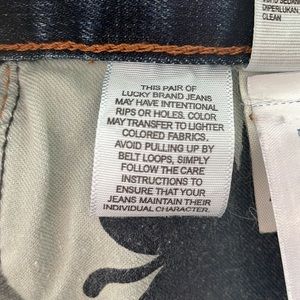 DIPERLUKAN.
CLEAN
THIS PAIR OF
LUCKY BRAND JEANS
MAY HAVE INTENTIONAL
RIPS OR HOLES. COLOR
MAY TRANSFER TO LIGHTER
COLORED FABRICS.
AVOID PULLING UP BY
BELT LOOPS, SIMPLY
FOLLOW THE CARE
INSTRUCTIONS TO
ENSURE THAT YOUR
JEANS MAINTAIN THEIR
INDIVIDUAL CHARACTER.